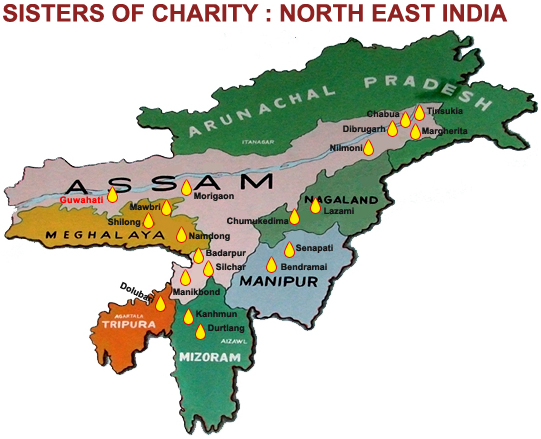 SISTERS OF CHARITY : NORTH EAST INDIA
ARUNACHAL PRADESH
ITANAGAR
Chabua
Tinsukia
Dibrugarh
Margherita
Nilmoni
ASSAM
Guwahati
Morigaon
Mawbri
Shilong
MEGHALAYA
Namdong
NAGALAND
Lazami
Chumukedima
Badarpur
Silchar
Senapati
Bendramai
MANIPUR
Manikbond
Dolubari
AGARTALA
TRIPURA
Kanhmun
Durtlang
AIZAWL
MIZORAM